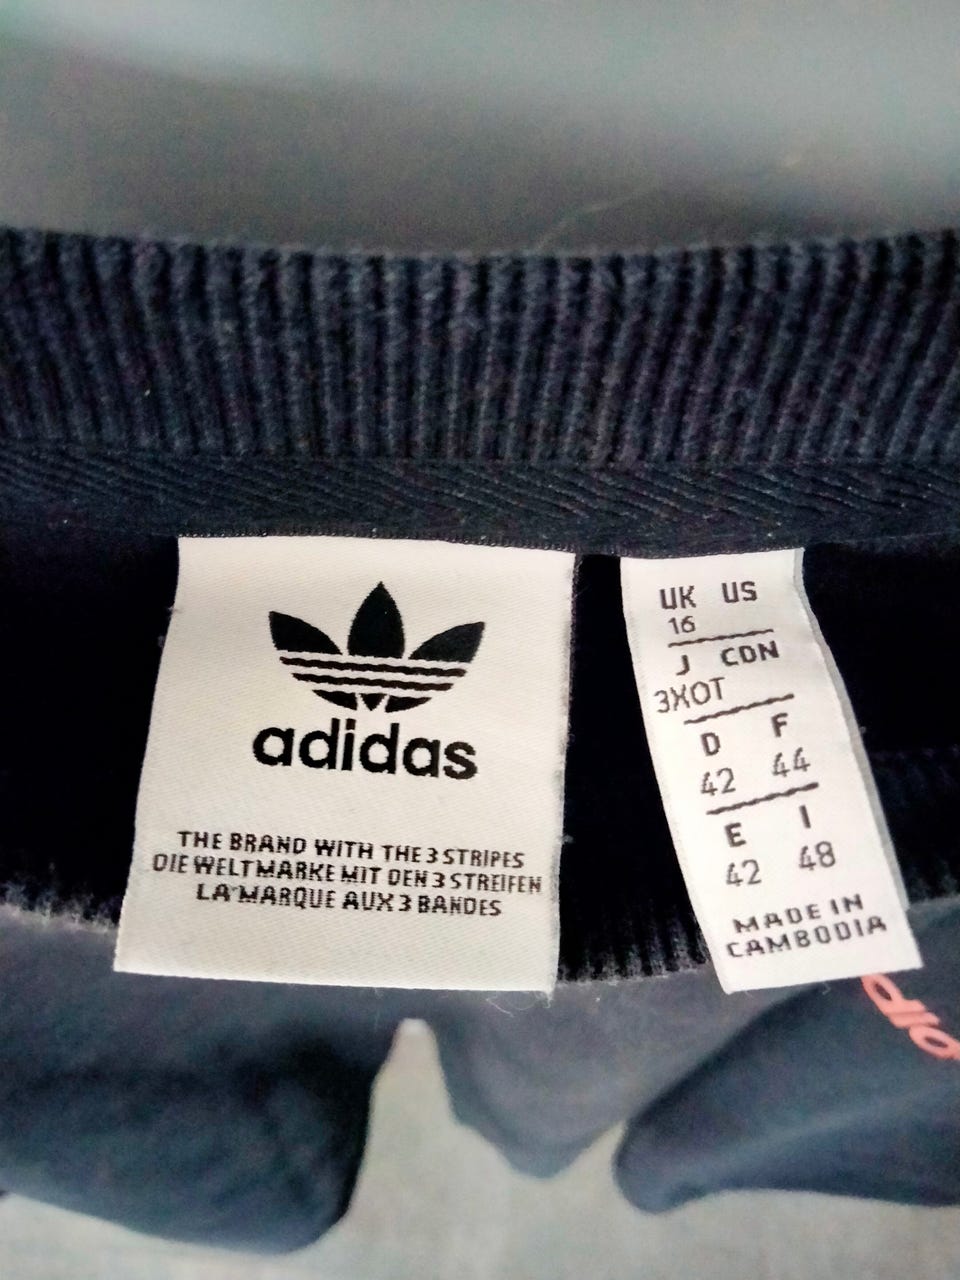 adidas
THE BRAND WITH THE 3 STRIPES
DIE WELTMARKE MIT DEN 3 STREIFEN
LA MARQUE AUX 3 BANDES
UK US
16
J CDN
3XOT
D F
42 44
E I
42 48
MADE IN
CAMBODIA